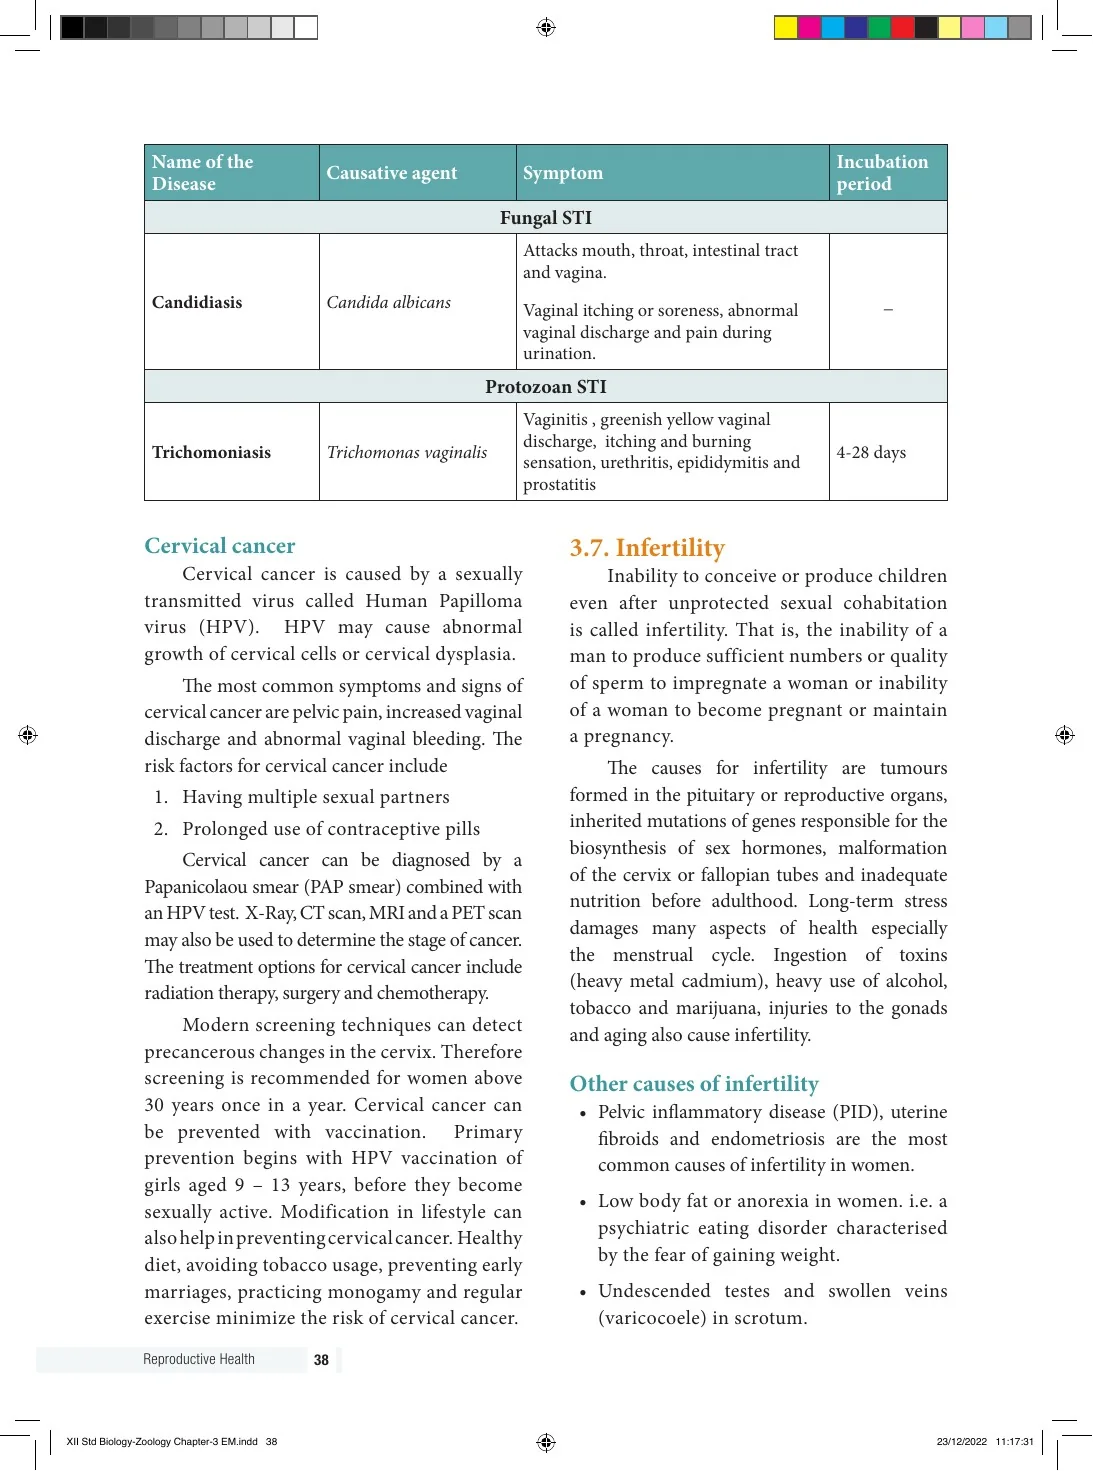 Name of the
Disease
Causative agent
Symptom
Incubation
period
Fungal STI
Candidiasis
Candida albicans
Attacks mouth, throat, intestinal tract
and vagina.
Vaginal itching or soreness, abnormal
vaginal discharge and pain during
urination.
–
Protozoan STI
Trichomoniasis
Trichomonas vaginalis
Vaginitis , greenish yellow vaginal
discharge, itching and burning
sensation, urethritis, epididymitis and
prostatitis
4-28 days
Cervical cancer
Cervical cancer is caused by a sexually
transmitted virus called Human Papilloma
virus (HPV). HPV may cause abnormal
growth of cervical cells or cervical dysplasia.
The most common symptoms and signs of
cervical cancer are pelvic pain, increased vaginal
discharge and abnormal vaginal bleeding. The
risk factors for cervical cancer include
1. Having multiple sexual partners
2. Prolonged use of contraceptive pills
Cervical cancer can be diagnosed by a
Papanicolaou smear (PAP smear) combined with
an HPV test. X-Ray, CT scan, MRI and a PET scan
may also be used to determine the stage of cancer.
The treatment options for cervical cancer include
radiation therapy, surgery and chemotherapy.
Modern screening techniques can detect
precancerous changes in the cervix. Therefore
screening is recommended for women above
30 years once in a year. Cervical cancer can
be prevented with vaccination. Primary
prevention begins with HPV vaccination of
girls aged 9 – 13 years, before they become
sexually active. Modification in lifestyle can
also help in preventing cervical cancer. Healthy
diet, avoiding tobacco usage, preventing early
marriages, practicing monogamy and regular
exercise minimize the risk of cervical cancer.
3.7. Infertility
Inability to conceive or produce children
even after unprotected sexual cohabitation
is called infertility. That is, the inability of a
man to produce sufficient numbers or quality
of sperm to impregnate a woman or inability
of a woman to become pregnant or maintain
a pregnancy.
The causes for infertility are tumours
formed in the pituitary or reproductive organs,
inherited mutations of genes responsible for the
biosynthesis of sex hormones, malformation
of the cervix or fallopian tubes and inadequate
nutrition before adulthood. Long-term stress
damages many aspects of health especially
the menstrual cycle. Ingestion of toxins
(heavy metal cadmium), heavy use of alcohol,
tobacco and marijuana, injuries to the gonads
and aging also cause infertility.
Other causes of infertility
• Pelvic inflammatory disease (PID), uterine
fibroids and endometriosis are the most
common causes of infertility in women.
• Low body fat or anorexia in women. i.e. a
psychiatric eating disorder characterised
by the fear of gaining weight.
• Undescended testes and swollen veins
(varicocoele) in scrotum.
Reproductive Health 38
XII Std Biology-Zoology Chapter-3 EM.indd 38
23/12/2022 11:17:31